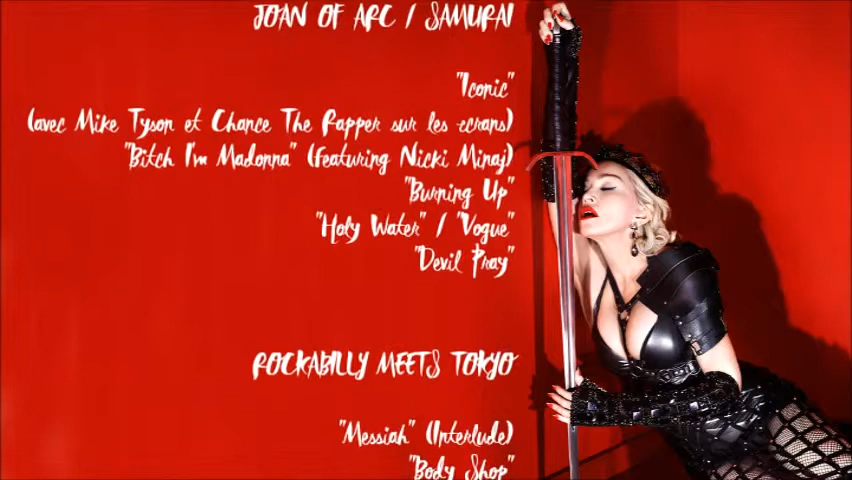 JOAN OF ARC / SAMURAI
"Iconic"
(avec Mike Tyson et Chance The Rapper sur les écrans)
"Bitch I'm Madonna" (featuring Nicki Minaj)
"Burning Up"
"Holy Water" / "Vogue"
"Devil Pray"
ROCKABILLY MEETS TOKYO
"Messiah" (Interlude)
"Body Shop"